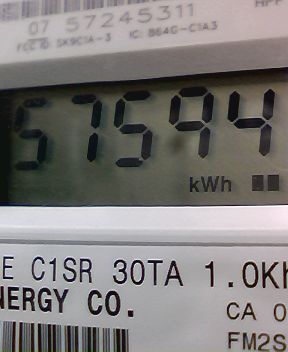 07 57245311
FCC ID: SK9C1A-3 IC: 864G-C1A3
57594
kWh
E C1SR 30TA 1.0Kh
NERGY CO.
CA 0
FM2S